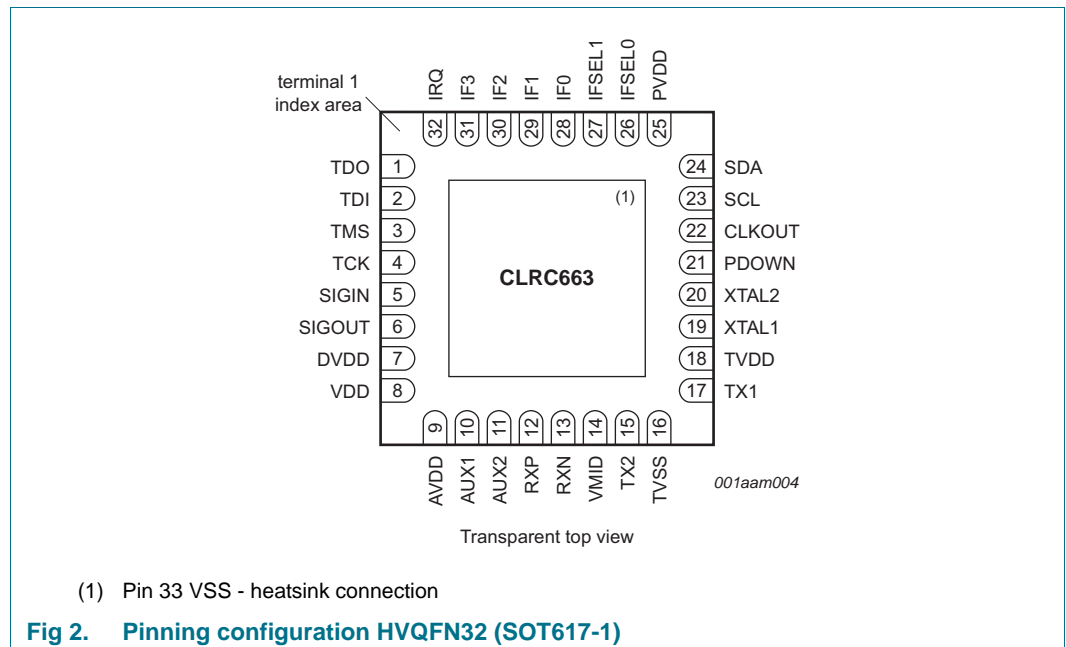 terminal 1
index area
IRQ
IF3
IF2
IF1
IF0
IFSEL1
IFSEL0
PVDD
32
31
30
29
28
27
26
25
TDO 1
TDI 2
TMS 3
TCK 4
SIGIN 5
SIGOUT 6
DVDD 7
VDD 8
(1)
CLRC663
24 SDA
23 SCL
22 CLKOUT
21 PDOWN
20 XTAL2
19 XTAL1
18 TVDD
17 TX1
9
10
11
12
13
14
15
16
AVDD
AUX1
AUX2
RXP
RXN
VMID
TX2
TVSS
001aam004
Transparent top view
(1) Pin 33 VSS - heatsink connection
Fig 2. Pinning configuration HVQFN32 (SOT617-1)